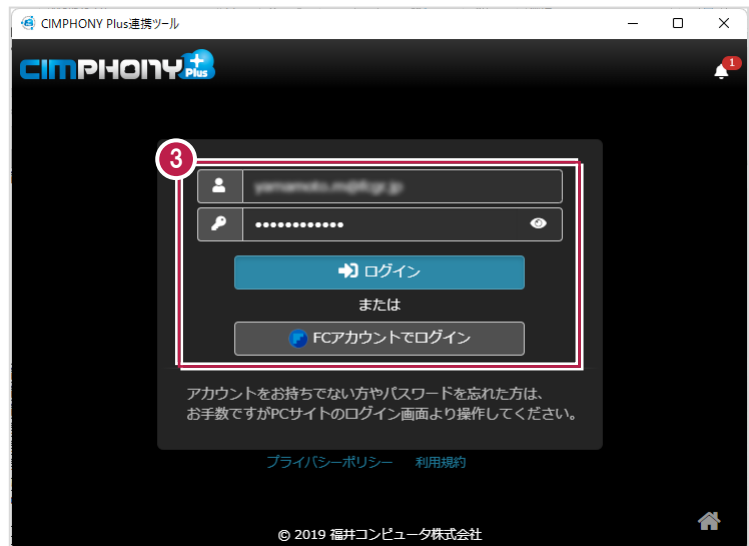 CIMPHONY Plus連携ツール
CIMPHONY Plus
1
3
••••••••••••
ログイン
または
FCアカウントでログイン
アカウントをお持ちでない方やパスワードを忘れた方は、
お手数ですがPCサイトのログイン画面より操作してください。
プライバシーポリシー 利用規約
© 2019 福井コンピュータ株式会社